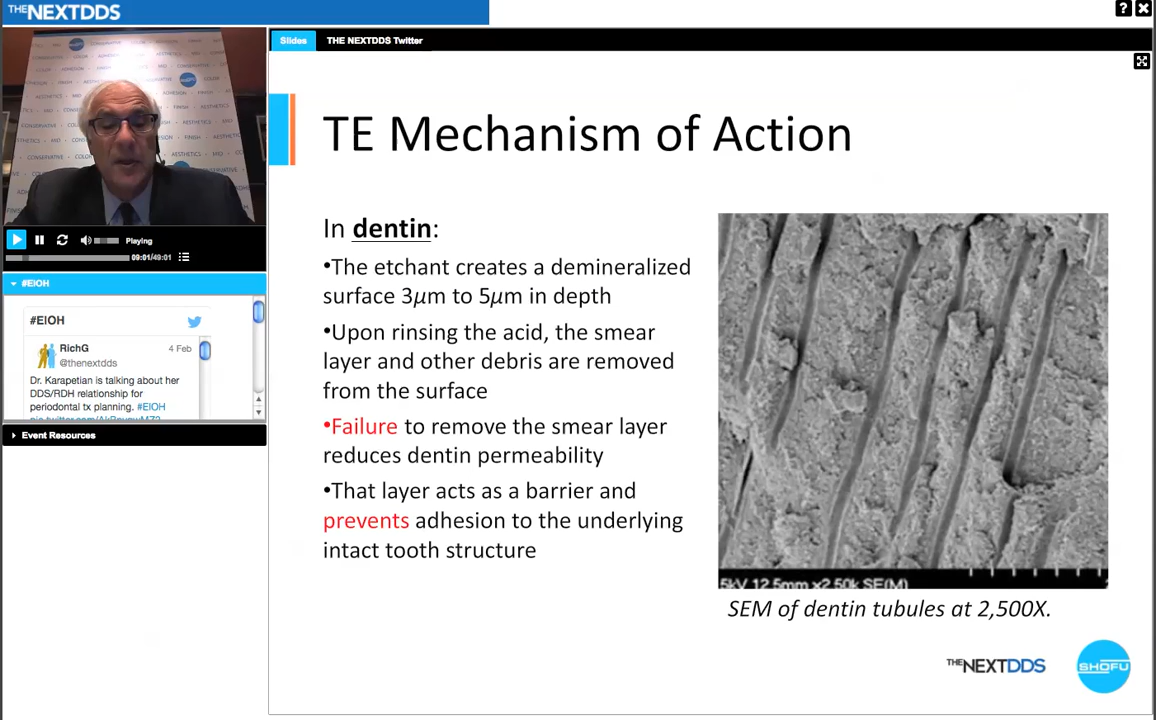 THE NEXTDDS
? X
Slides THE NEXTDDS Twitter
Playing
09:01/49:01
#EIOH
#EIOH
RichG 4 Feb
@thenextdds
Dr. Karapetian is talking about her
DDS/RDH relationship for
periodontal tx planning. #EIOH
Event Resources
TE Mechanism of Action
In dentin:
•The etchant creates a demineralized
surface 3μm to 5μm in depth
•Upon rinsing the acid, the smear
layer and other debris are removed
from the surface
•Failure to remove the smear layer
reduces dentin permeability
•That layer acts as a barrier and
prevents adhesion to the underlying
intact tooth structure
5kV 12.5mm x2.50k SE(M)
SEM of dentin tubules at 2,500X.
THE NEXTDDS
SHOFU